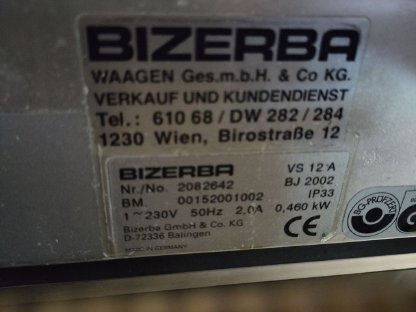 BIZERBA
WAAGEN Ges.m.b.H. & Co KG.
VERKAUF UND KUNDENDIENST
Tel.: 610 68 / DW 282 / 284
1230 Wien, Birostraße 12
BIZERBA VS 12 A
Nr./No. 2082642 BJ 2002
BM. 00152001002 IP33
1~230V 50Hz 2,0A 0,460 kW
Bizerba GmbH & Co. KG
D-72336 Balingen
CE
MADE IN GERMANY
BG-PRÜFZERT